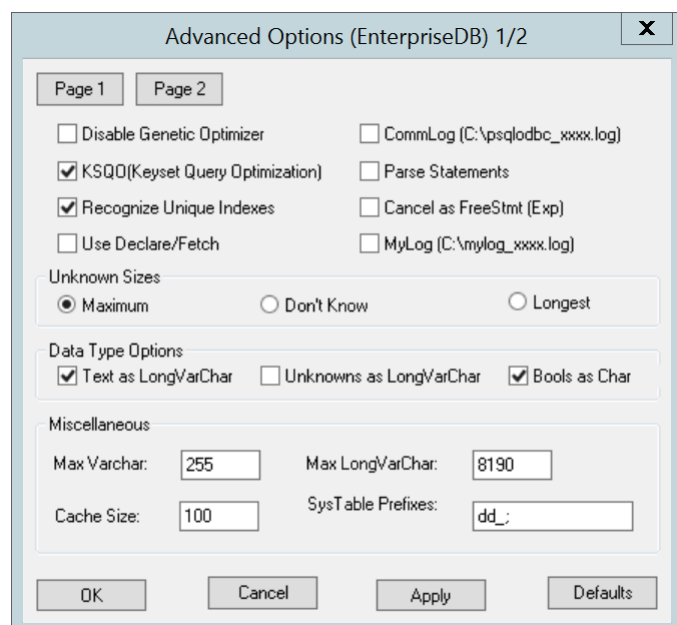 Advanced Options (EnterpriseDB) 1/2
X
Page 1 Page 2
Disable Genetic Optimizer CommLog (C:\psqlodbc_xxxx.log)
KSQO(Keyset Query Optimization) Parse Statements
Recognize Unique Indexes Cancel as FreeStmt (Exp)
Use Declare/Fetch MyLog (C:\mylog_xxxx.log)
Unknown Sizes
Maximum Don't Know Longest
Data Type Options
Text as LongVarChar Unknowns as LongVarChar Bools as Char
Miscellaneous
Max Varchar: 255 Max LongVarChar: 8190
Cache Size: 100 SysTable Prefixes: dd_;
OK Cancel Apply Defaults